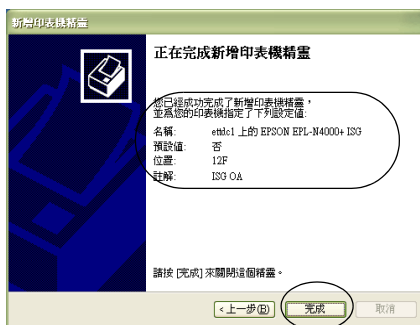 新增印表機精靈
正在完成新增印表機精靈
您已經成功完成了新增印表機精靈，
並為您的印表機指定了下列設定值:
名稱: ettdc1 上的 EPSON EPL-N4000+ ISG
預設值: 否
位置: 12F
註解: ISG OA
請按 [完成] 來關閉這個精靈。
<上一步(B)
完成
取消